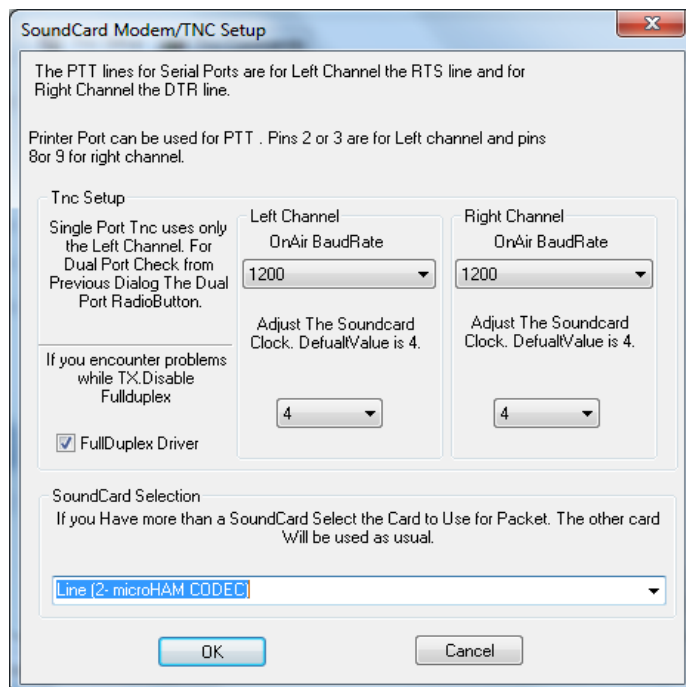 SoundCard Modem/TNC Setup
The PTT lines for Serial Ports are for Left Channel the RTS line and for
Right Channel the DTR line.
Printer Port can be used for PTT . Pins 2 or 3 are for Left channel and pins
8or 9 for right channel.
Tnc Setup
Single Port Tnc uses only
the Left Channel. For
Dual Port Check from
Previous Dialog The Dual
Port RadioButton.
If you encounter problems
while TX.Disable
Fullduplex
FullDuplex Driver
Left Channel
OnAir BaudRate
1200
Adjust The Soundcard
Clock. DefualtValue is 4.
4
Right Channel
OnAir BaudRate
1200
Adjust The Soundcard
Clock. DefualtValue is 4.
4
SoundCard Selection
If you Have more than a SoundCard Select the Card to Use for Packet. The other card
Will be used as usual.
Line (2- microHAM CODEC)
OK
Cancel